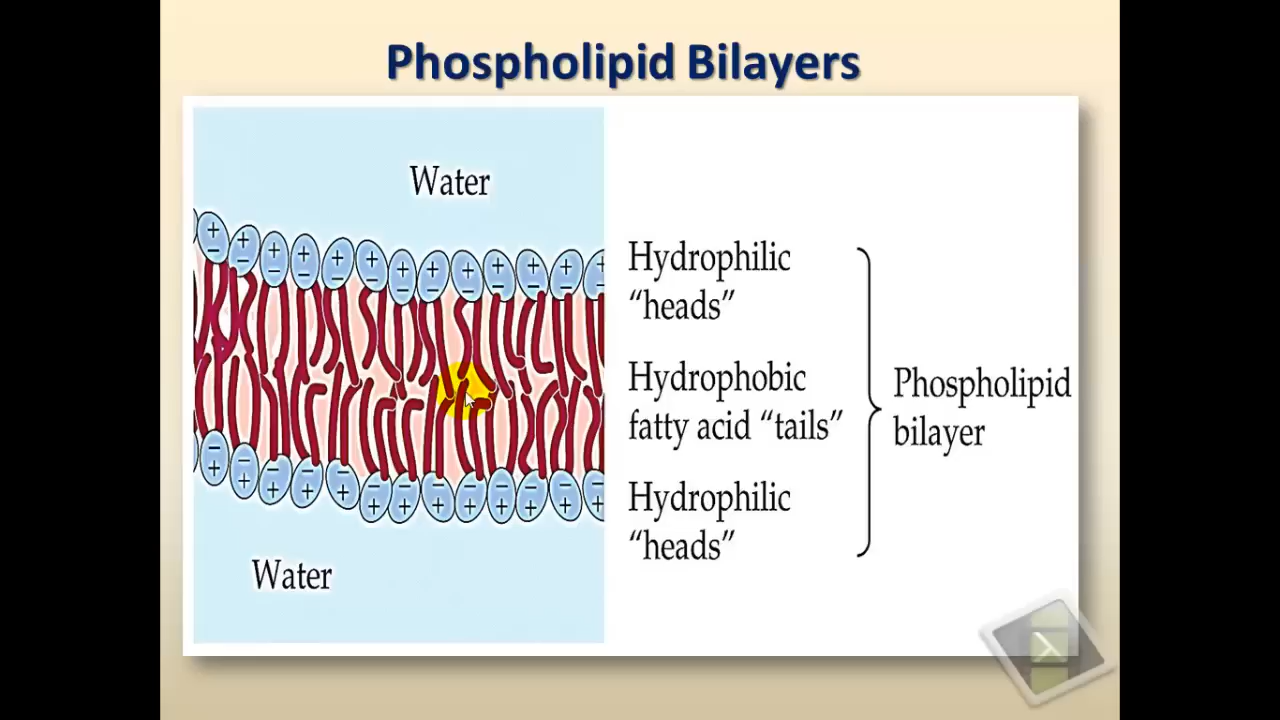 Phospholipid Bilayers
Water
Hydrophilic
“heads”
Hydrophobic
fatty acid “tails”
Hydrophilic
“heads”
Phospholipid
bilayer
Water